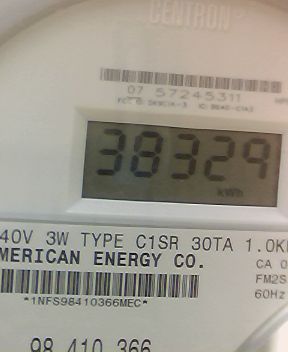 CENTRON®
07 57245311
38329
kWh
40V 3W TYPE C1SR 30TA 1.0K
MERICAN ENERGY CO.
CA 0
FM2S
*1NFS98410366MEC*
60Hz
98 410 366